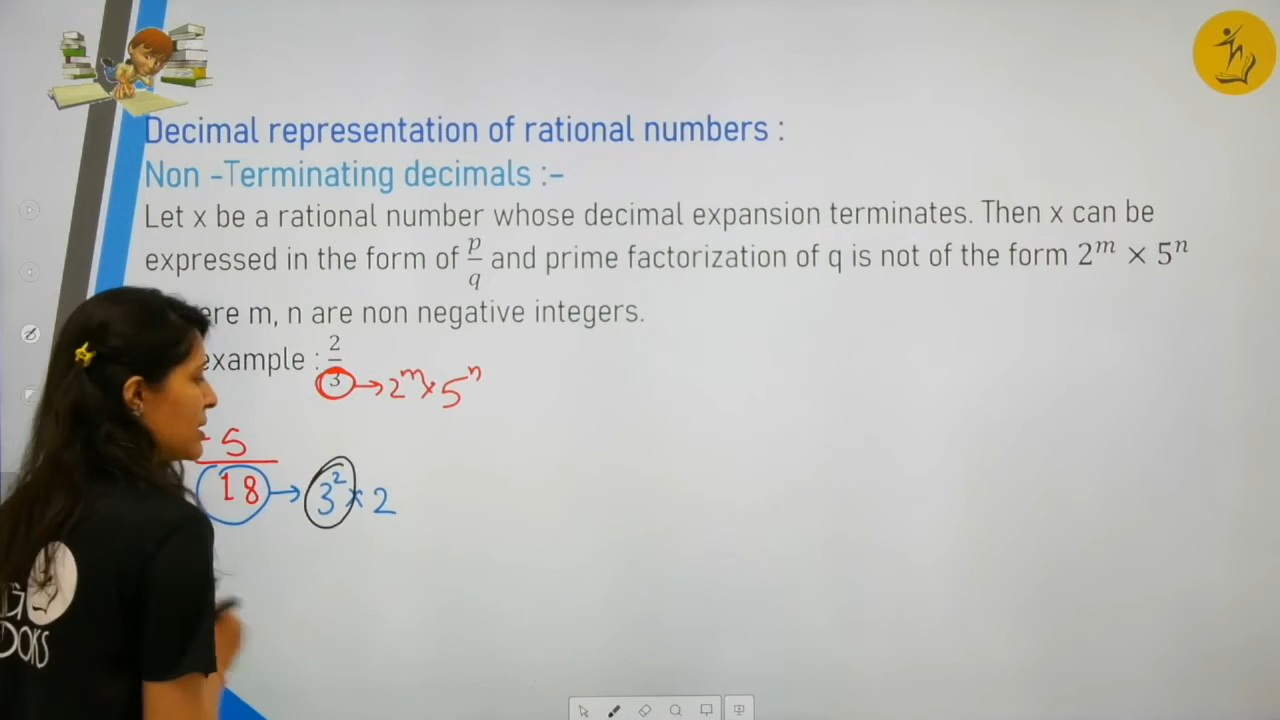 Decimal representation of rational numbers :
Non -Terminating decimals :-
Let x be a rational number whose decimal expansion terminates. Then x can be
expressed in the form of p/q and prime factorization of q is not of the form 2^m × 5^n
ere m, n are non negative integers.
example : 2/3 → 2^m × 5^n
5
18 → 3^2 × 2
G
OOKS